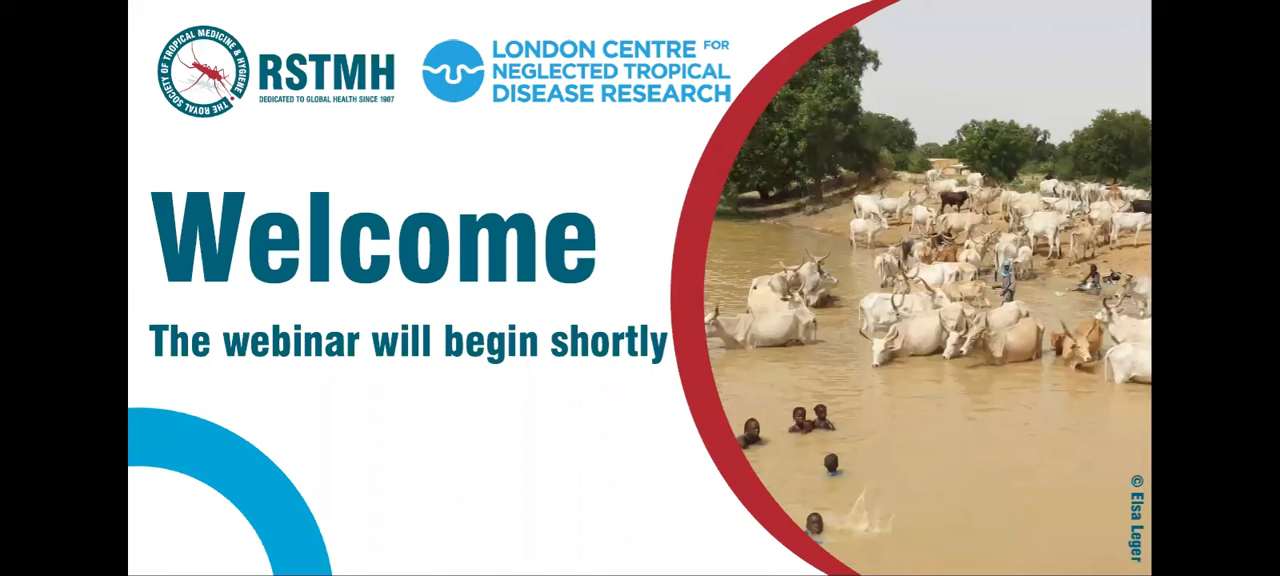 THE ROYAL SOCIETY OF TROPICAL MEDICINE & HYGIENE
RSTMH
DEDICATED TO GLOBAL HEALTH SINCE 1907
LONDON CENTRE FOR
NEGLECTED TROPICAL
DISEASE RESEARCH
Welcome
The webinar will begin shortly
© Elsa Leger